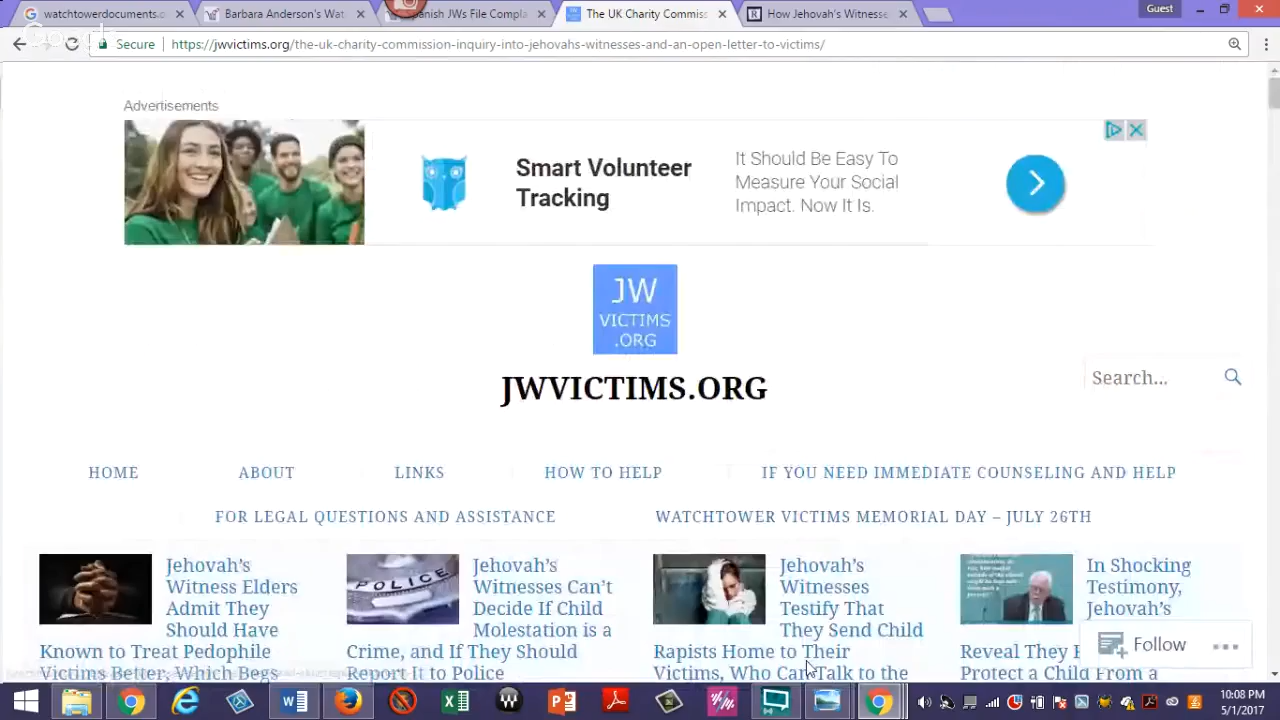 watchtowerdocuments.o
Barbara Anderson's Wat
panish JWs File Compla
The UK Charity Commiss
How Jehovah's Witnesse
Guest
Secure
https://jwvictims.org/the-uk-charity-commission-inquiry-into-jehovahs-witnesses-and-an-open-letter-to-victims/
Advertisements
Smart Volunteer
Tracking
It Should Be Easy To
Measure Your Social
Impact. Now It Is.
JW
VICTIMS
.ORG
JWVICTIMS.ORG
Search...
HOME
ABOUT
LINKS
HOW TO HELP
IF YOU NEED IMMEDIATE COUNSELING AND HELP
FOR LEGAL QUESTIONS AND ASSISTANCE
WATCHTOWER VICTIMS MEMORIAL DAY – JULY 26TH
Jehovah's
Witness Elders
Admit They
Should Have
Known to Treat Pedophile
Victims Better, Which Begs
POLICE
Jehovah's
Witnesses Can't
Decide If Child
Molestation is a
Crime, and If They Should
Report It to Police
Jehovah's
Witnesses
Testify That
They Send Child
Rapists Home to Their
Victims, Who Can Talk to the
In Shocking
Testimony,
Jehovah's
Reveal They
Protect a Child From a
Follow
10:08 PM
5/1/2017